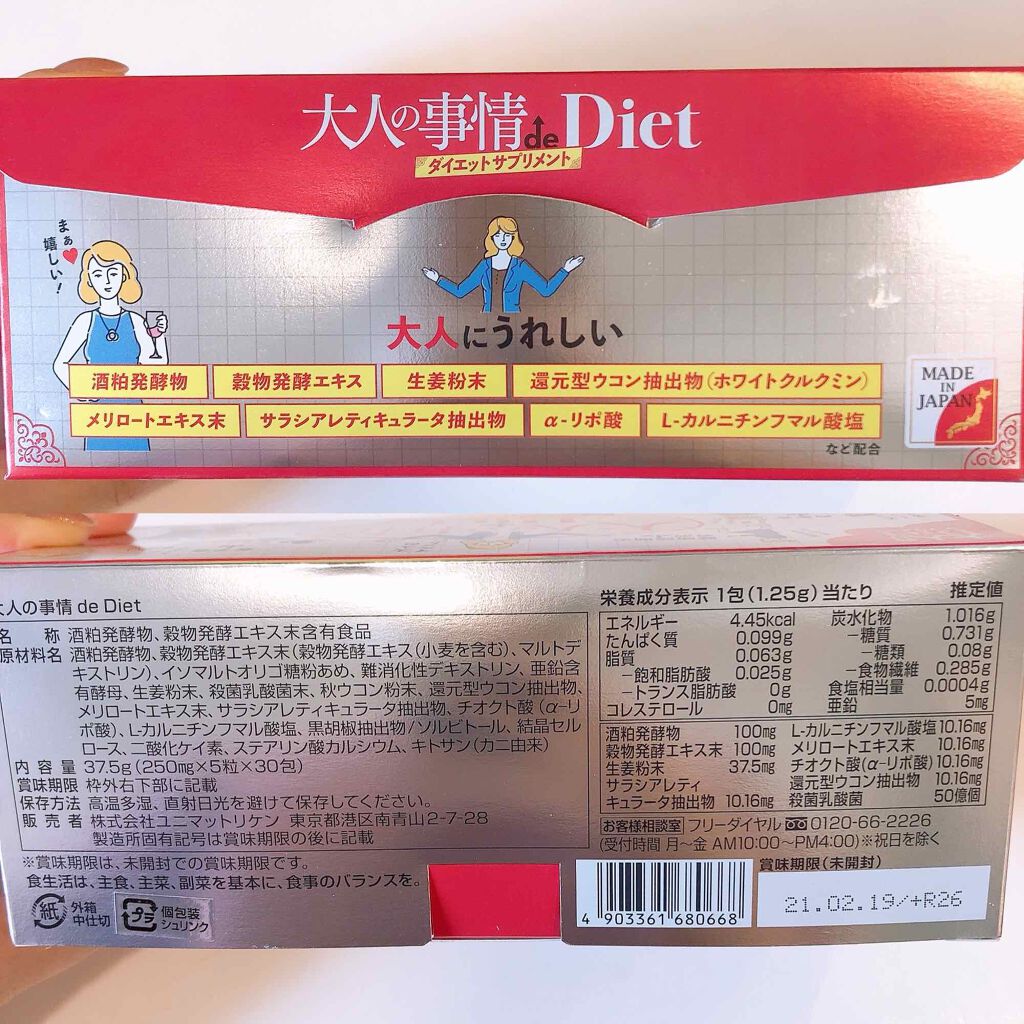 大人の事情 de Diet
ダイエットサプリメント
まぁ♥
嬉しい!
大人にうれしい
酒粕発酵物 穀物発酵エキス 生姜粉末 還元型ウコン抽出物(ホワイトクルクミン)
メリロートエキス末 サラシアレティキュラータ抽出物 α-リポ酸 L-カルニチンフマル酸塩
など配合
MADE
IN
JAPAN
大人の事情 de Diet
名 称 酒粕発酵物、穀物発酵エキス末含有食品
原材料名 酒粕発酵物、穀物発酵エキス末(穀物発酵エキス(小麦を含む)、マルトデ
キストリン)、イソマルトオリゴ糖粉あめ、難消化性デキストリン、亜鉛含
有酵母、生姜粉末、殺菌乳酸菌末、秋ウコン粉末、還元型ウコン抽出物、
メリロートエキス末、サラシアレティキュラータ抽出物、チオクト酸(α-リ
ポ酸)、L-カルニチンフマル酸塩、黒胡椒抽出物/ソルビトール、結晶セル
ロース、二酸化ケイ素、ステアリン酸カルシウム、キトサン(カニ由来)
内 容 量 37.5g(250mg×5粒×30包)
賞味期限 枠外右下部に記載
保存方法 高温多湿、直射日光を避けて保存してください。
販 売 者 株式会社ユニマットリケン 東京都港区南青山2-7-28
製造所固有記号は賞味期限の後に記載
※賞味期限は、未開封での賞味期限です。
食生活は、主食、主菜、副菜を基本に、食事のバランスを。
紙 外箱
中仕切
プラ 個包装
シュリンク
栄養成分表示 1包(1.25g)当たり 推定値
エネルギー 4.45kcal
たんぱく質 0.099g
脂質 0.063g
−飽和脂肪酸 0.025g
−トランス脂肪酸 0g
コレステロール 0mg
炭水化物 1.016g
−糖質 0.731g
−糖類 0.08g
−食物繊維 0.285g
食塩相当量 0.0004g
亜鉛 5mg
酒粕発酵物 100mg
穀物発酵エキス末 100mg
生姜粉末 37.5mg
サラシアレティ
キュラータ抽出物 10.16mg
L-カルニチンフマル酸塩 10.16mg
メリロートエキス末 10.16mg
チオクト酸(α-リポ酸) 10.16mg
還元型ウコン抽出物 10.16mg
殺菌乳酸菌 50億個
お客様相談室 フリーダイヤル 0120-66-2226
(受付時間 月〜金 AM10:00〜PM4:00)※祝日を除く
賞味期限(未開封)
21.02.19/+R26
4 903361 680668